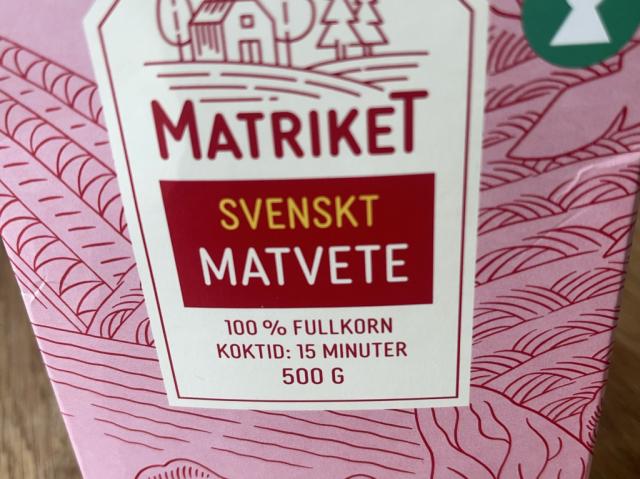 MATRIKET
SVENSKT
MATVETE
100 % FULLKORN
KOKTID: 15 MINUTER
500 G